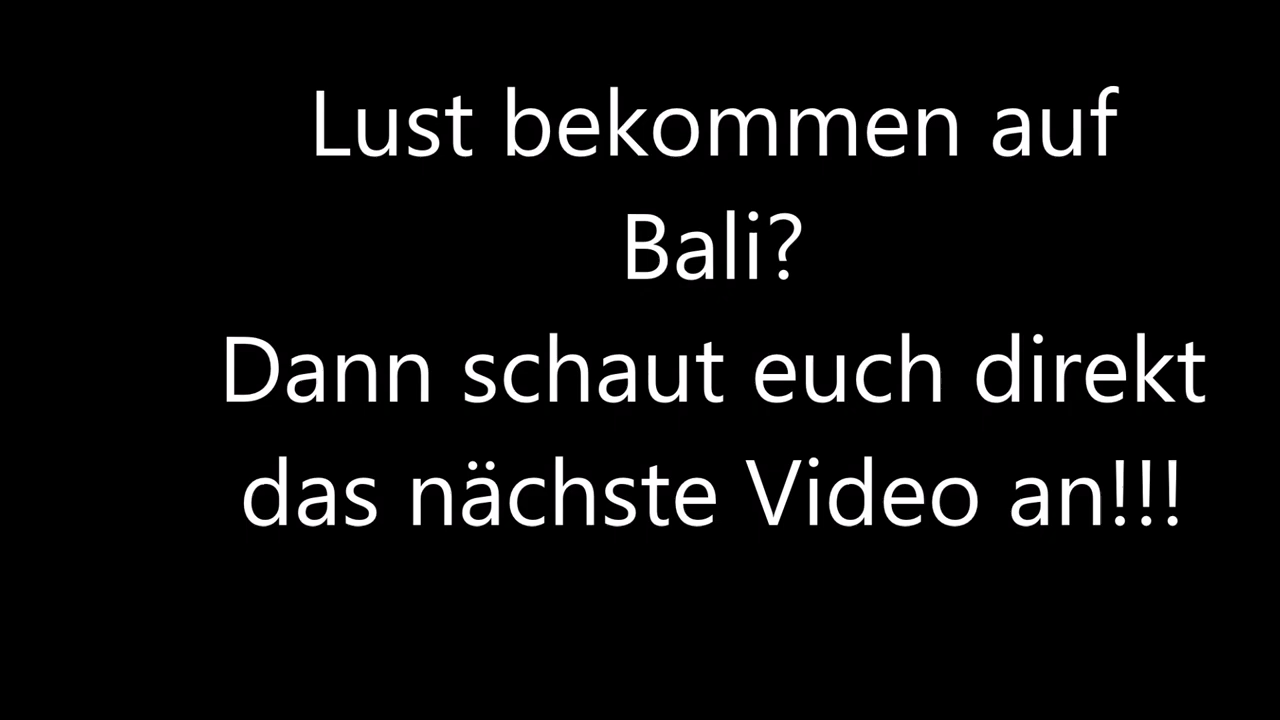 Lust bekommen auf
Bali?
Dann schaut euch direkt
das nächste Video an!!!